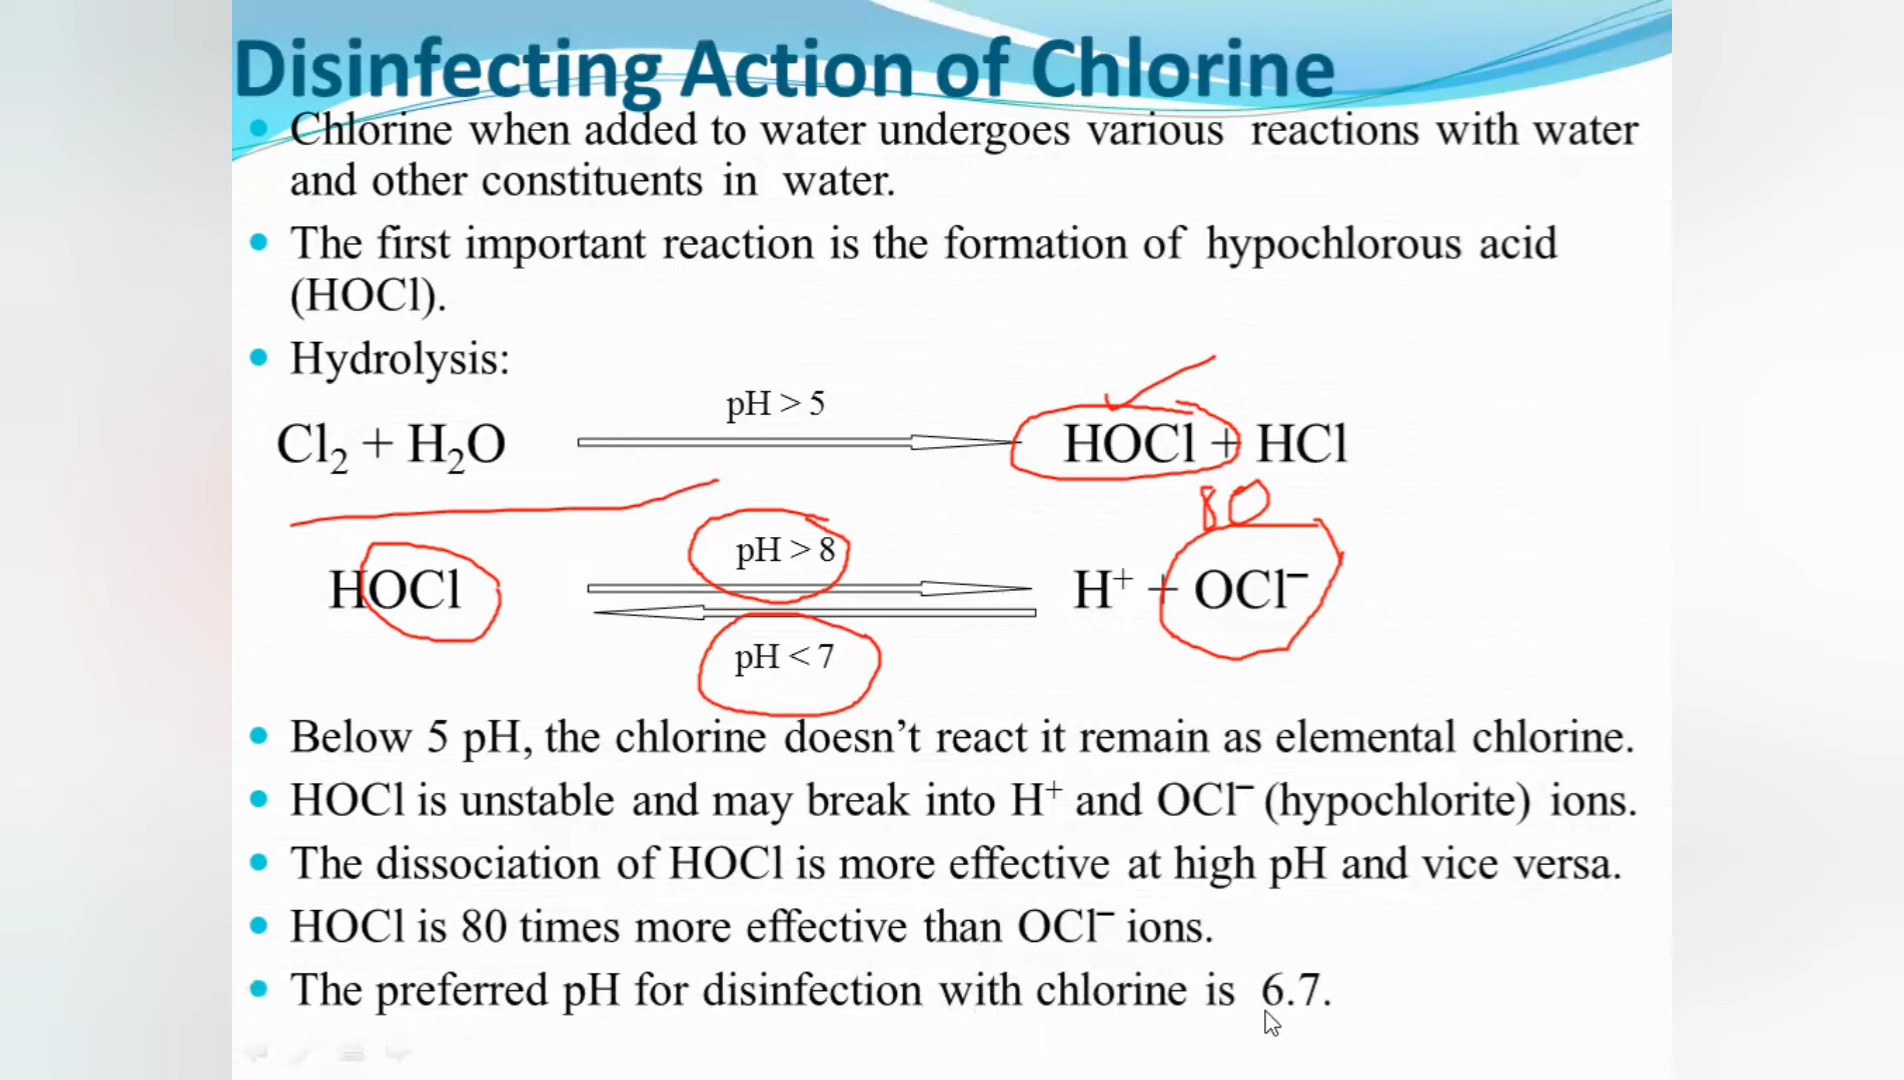 Disinfecting Action of Chlorine
Chlorine when added to water undergoes various reactions with water
and other constituents in water.
The first important reaction is the formation of hypochlorous acid
(HOCl).
Hydrolysis:
pH > 5
Cl₂ + H₂O HOCl + HCl
80
pH > 8
HOCl H⁺ + OCl⁻
pH < 7
Below 5 pH, the chlorine doesn’t react it remain as elemental chlorine.
HOCl is unstable and may break into H⁺ and OCl⁻ (hypochlorite) ions.
The dissociation of HOCl is more effective at high pH and vice versa.
HOCl is 80 times more effective than OCl⁻ ions.
The preferred pH for disinfection with chlorine is 6.7.